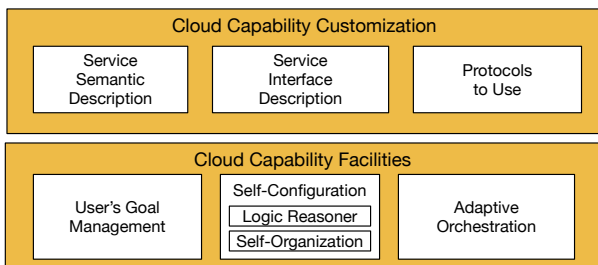 Cloud Capability Customization
Service
Semantic
Description
Service
Interface
Description
Protocols
to Use
Cloud Capability Facilities
User's Goal
Management
Self-Configuration
Logic Reasoner
Self-Organization
Adaptive
Orchestration